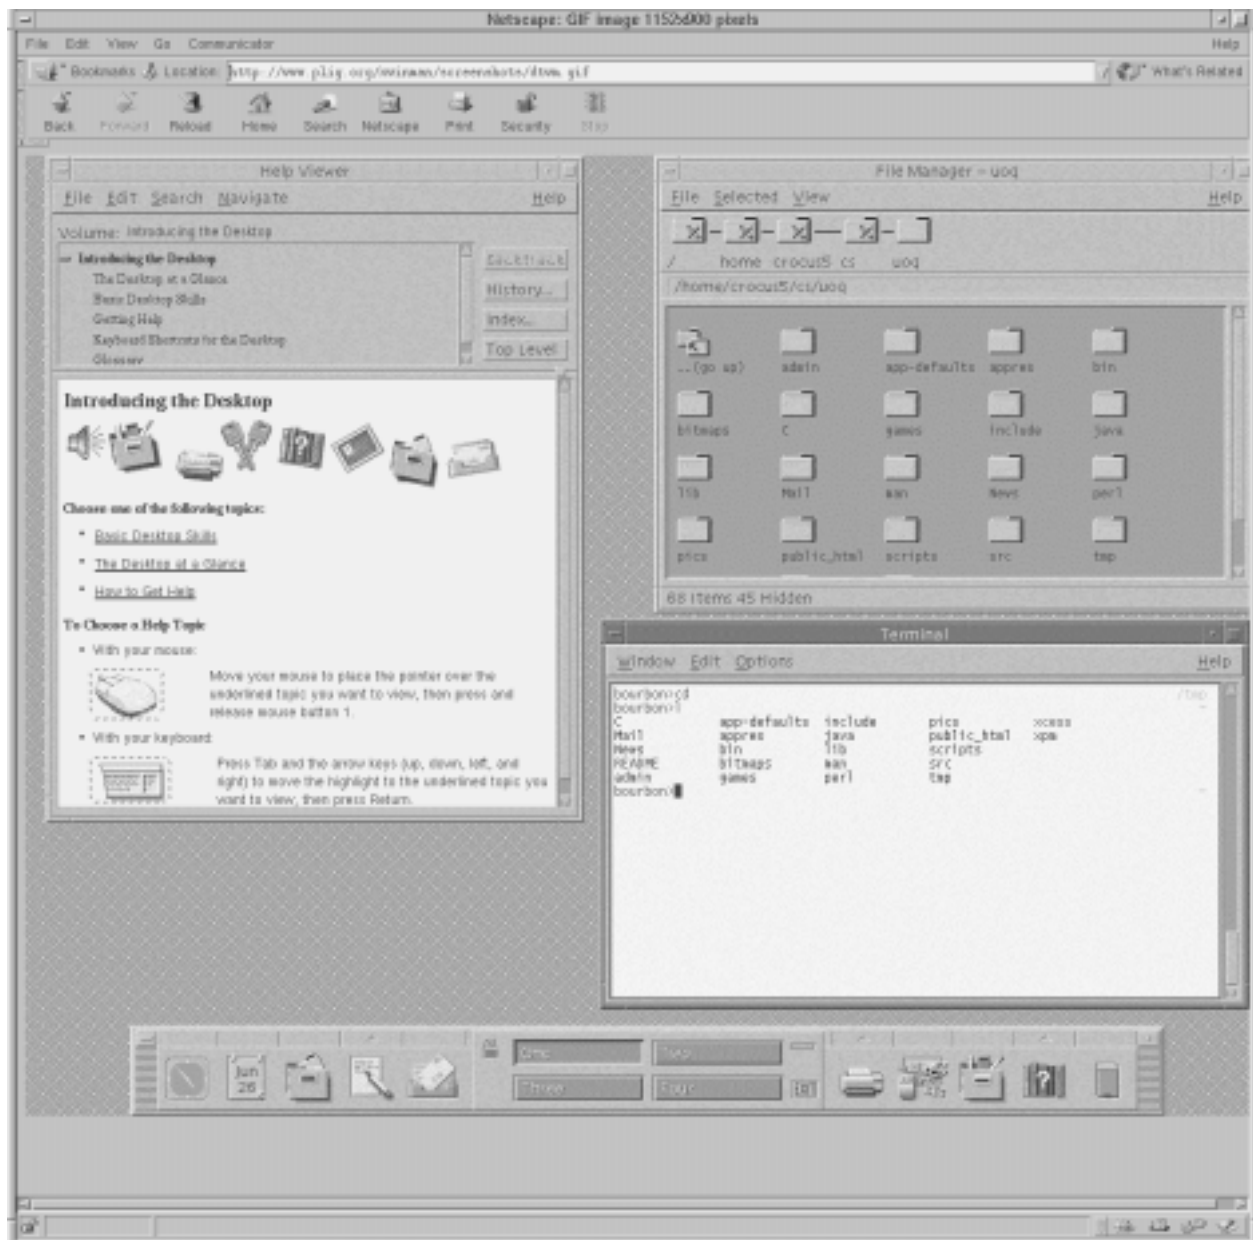 Netscape: GIF image 1152x900 pixels
File Edit View Go Communicator Help
Bookmarks Location: http://www.plig.org/xwinman/screenshots/dtwm.gif What's Related
Back Forward Reload Home Search Netscape Print Security Stop
Help Viewer
File Edit Search Navigate Help
Volume: Introducing the Desktop
Introducing the Desktop
The Desktop at a Glance
Basic Desktop Skills
Getting Help
Keyboard Shortcuts for the Desktop
Glossary
Backtrack
History...
Index...
Top Level
Introducing the Desktop
Choose one of the following topics:
Basic Desktop Skills
The Desktop at a Glance
How to Get Help
To Choose a Help Topic
With your mouse:
Move your mouse to place the pointer over the
underlined topic you want to view, then press and
release mouse button 1.
With your keyboard:
Press Tab and the arrow keys (up, down, left, and
right) to move the highlight to the underlined topic you
want to view, then press Return.
File Manager - uoq
File Selected View Help
/ home crocus5 cs uoq
/home/crocus5/cs/uoq
..(go up) admin app-defaults appres bin
bitmaps C games include java
lib Mail man News perl
pics public_html scripts src tmp
68 Items 45 Hidden
Terminal
Window Edit Options Help
bourbon>cd /tmp
bourbon>l ~
C app-defaults include pics xcess
Mail appres java public_html xpm
News bin lib scripts
README bitmaps man src
admin games perl tmp
bourbon> ~
One Two
Three Four
Jun
26